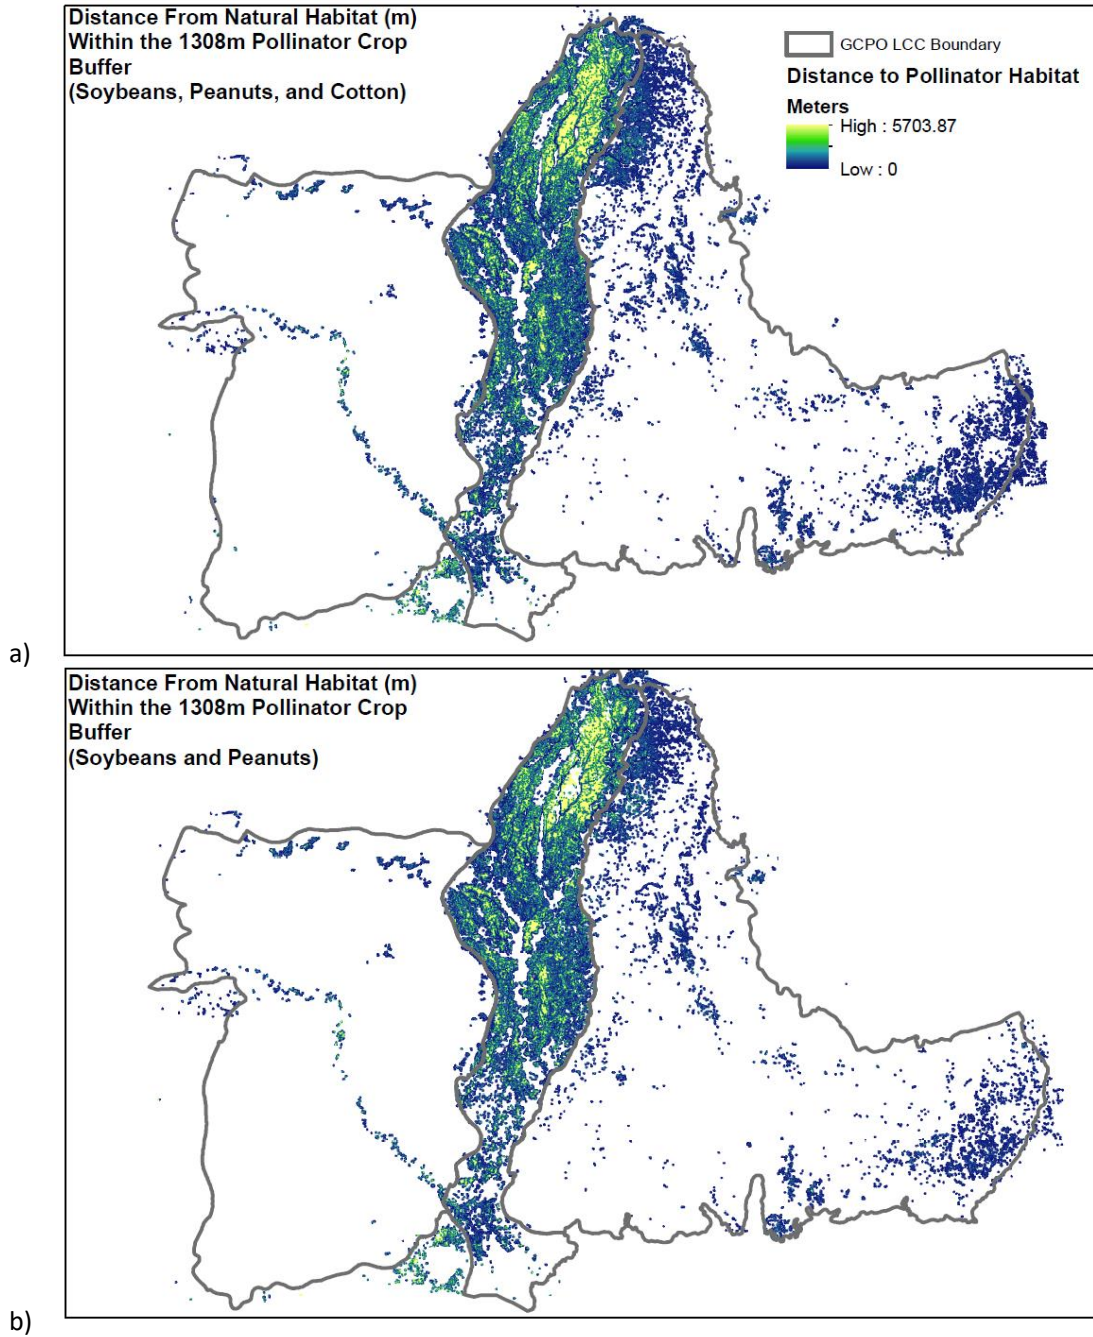 Distance From Natural Habitat (m)
Within the 1308m Pollinator Crop
Buffer
(Soybeans, Peanuts, and Cotton)
GCPO LCC Boundary
Distance to Pollinator Habitat
Meters
High : 5703.87
Low : 0
a)
Distance From Natural Habitat (m)
Within the 1308m Pollinator Crop
Buffer
(Soybeans and Peanuts)
b)